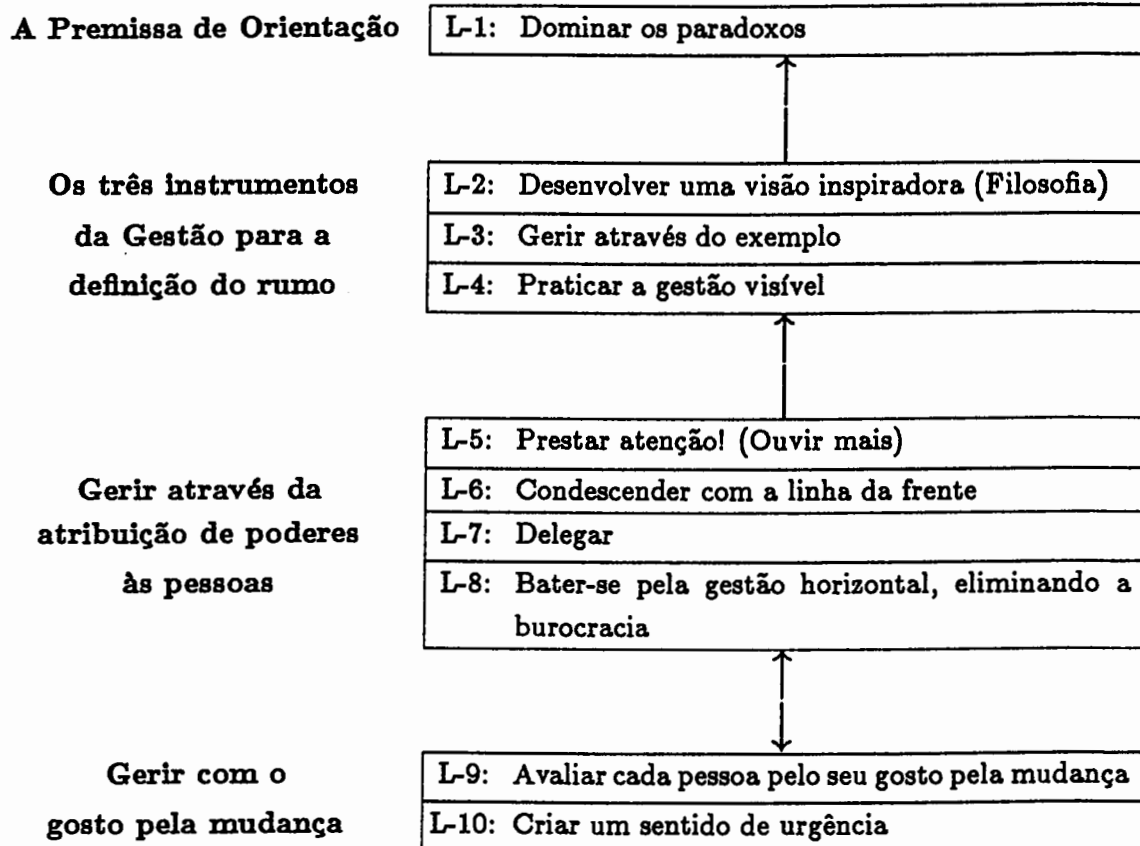 A Premissa de Orientação
L-1: Dominar os paradoxos
Os três instrumentos
da Gestão para a
definição do rumo
L-2: Desenvolver uma visão inspiradora (Filosofia)
L-3: Gerir através do exemplo
L-4: Praticar a gestão visível
Gerir através da
atribuição de poderes
às pessoas
L-5: Prestar atenção! (Ouvir mais)
L-6: Condescender com a linha da frente
L-7: Delegar
L-8: Bater-se pela gestão horizontal, eliminando a
burocracia
Gerir com o
gosto pela mudança
L-9: Avaliar cada pessoa pelo seu gosto pela mudança
L-10: Criar um sentido de urgência